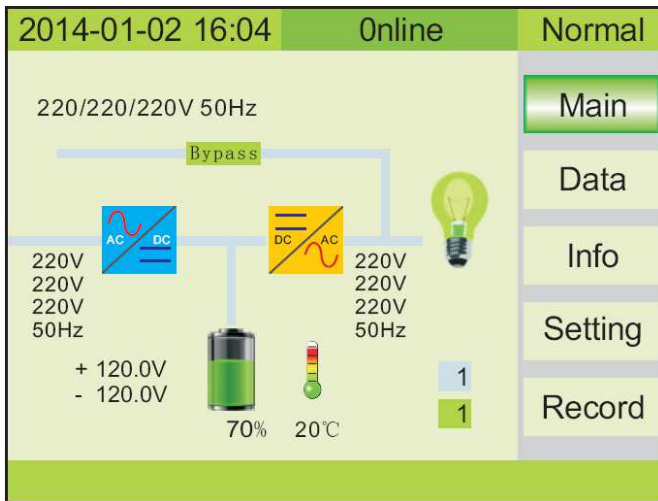 2014-01-02 16:04 0nline Normal
220/220/220V 50Hz
Bypass
Main
Data
Info
Setting
Record
AC DC
DC AC
220V
220V
220V
50Hz
220V
220V
220V
50Hz
+ 120.0V
- 120.0V
70%
20℃
1
1